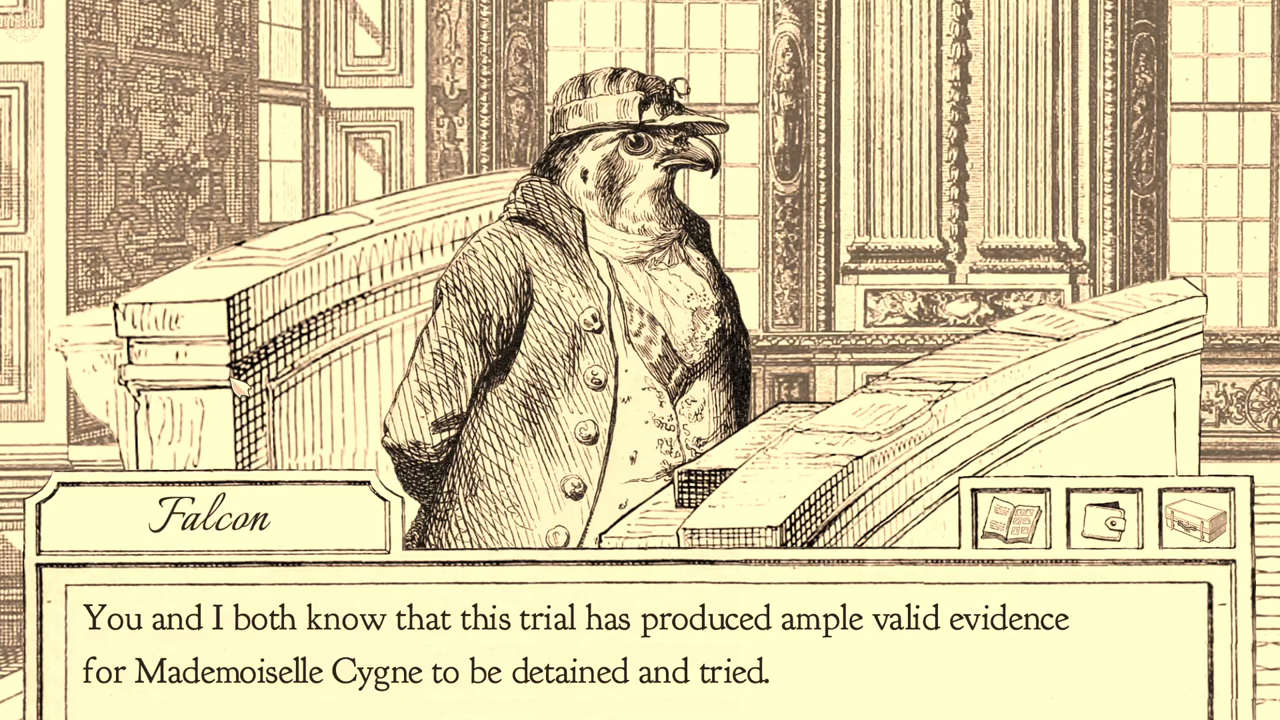 Falcon
You and I both know that this trial has produced ample valid evidence
for Mademoiselle Cygne to be detained and tried.